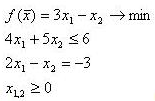 f(x̄) = 3x₁ − x₂ → min
4x₁ + 5x₂ ≤ 6
2x₁ − x₂ = −3
x₁,₂ ≥ 0